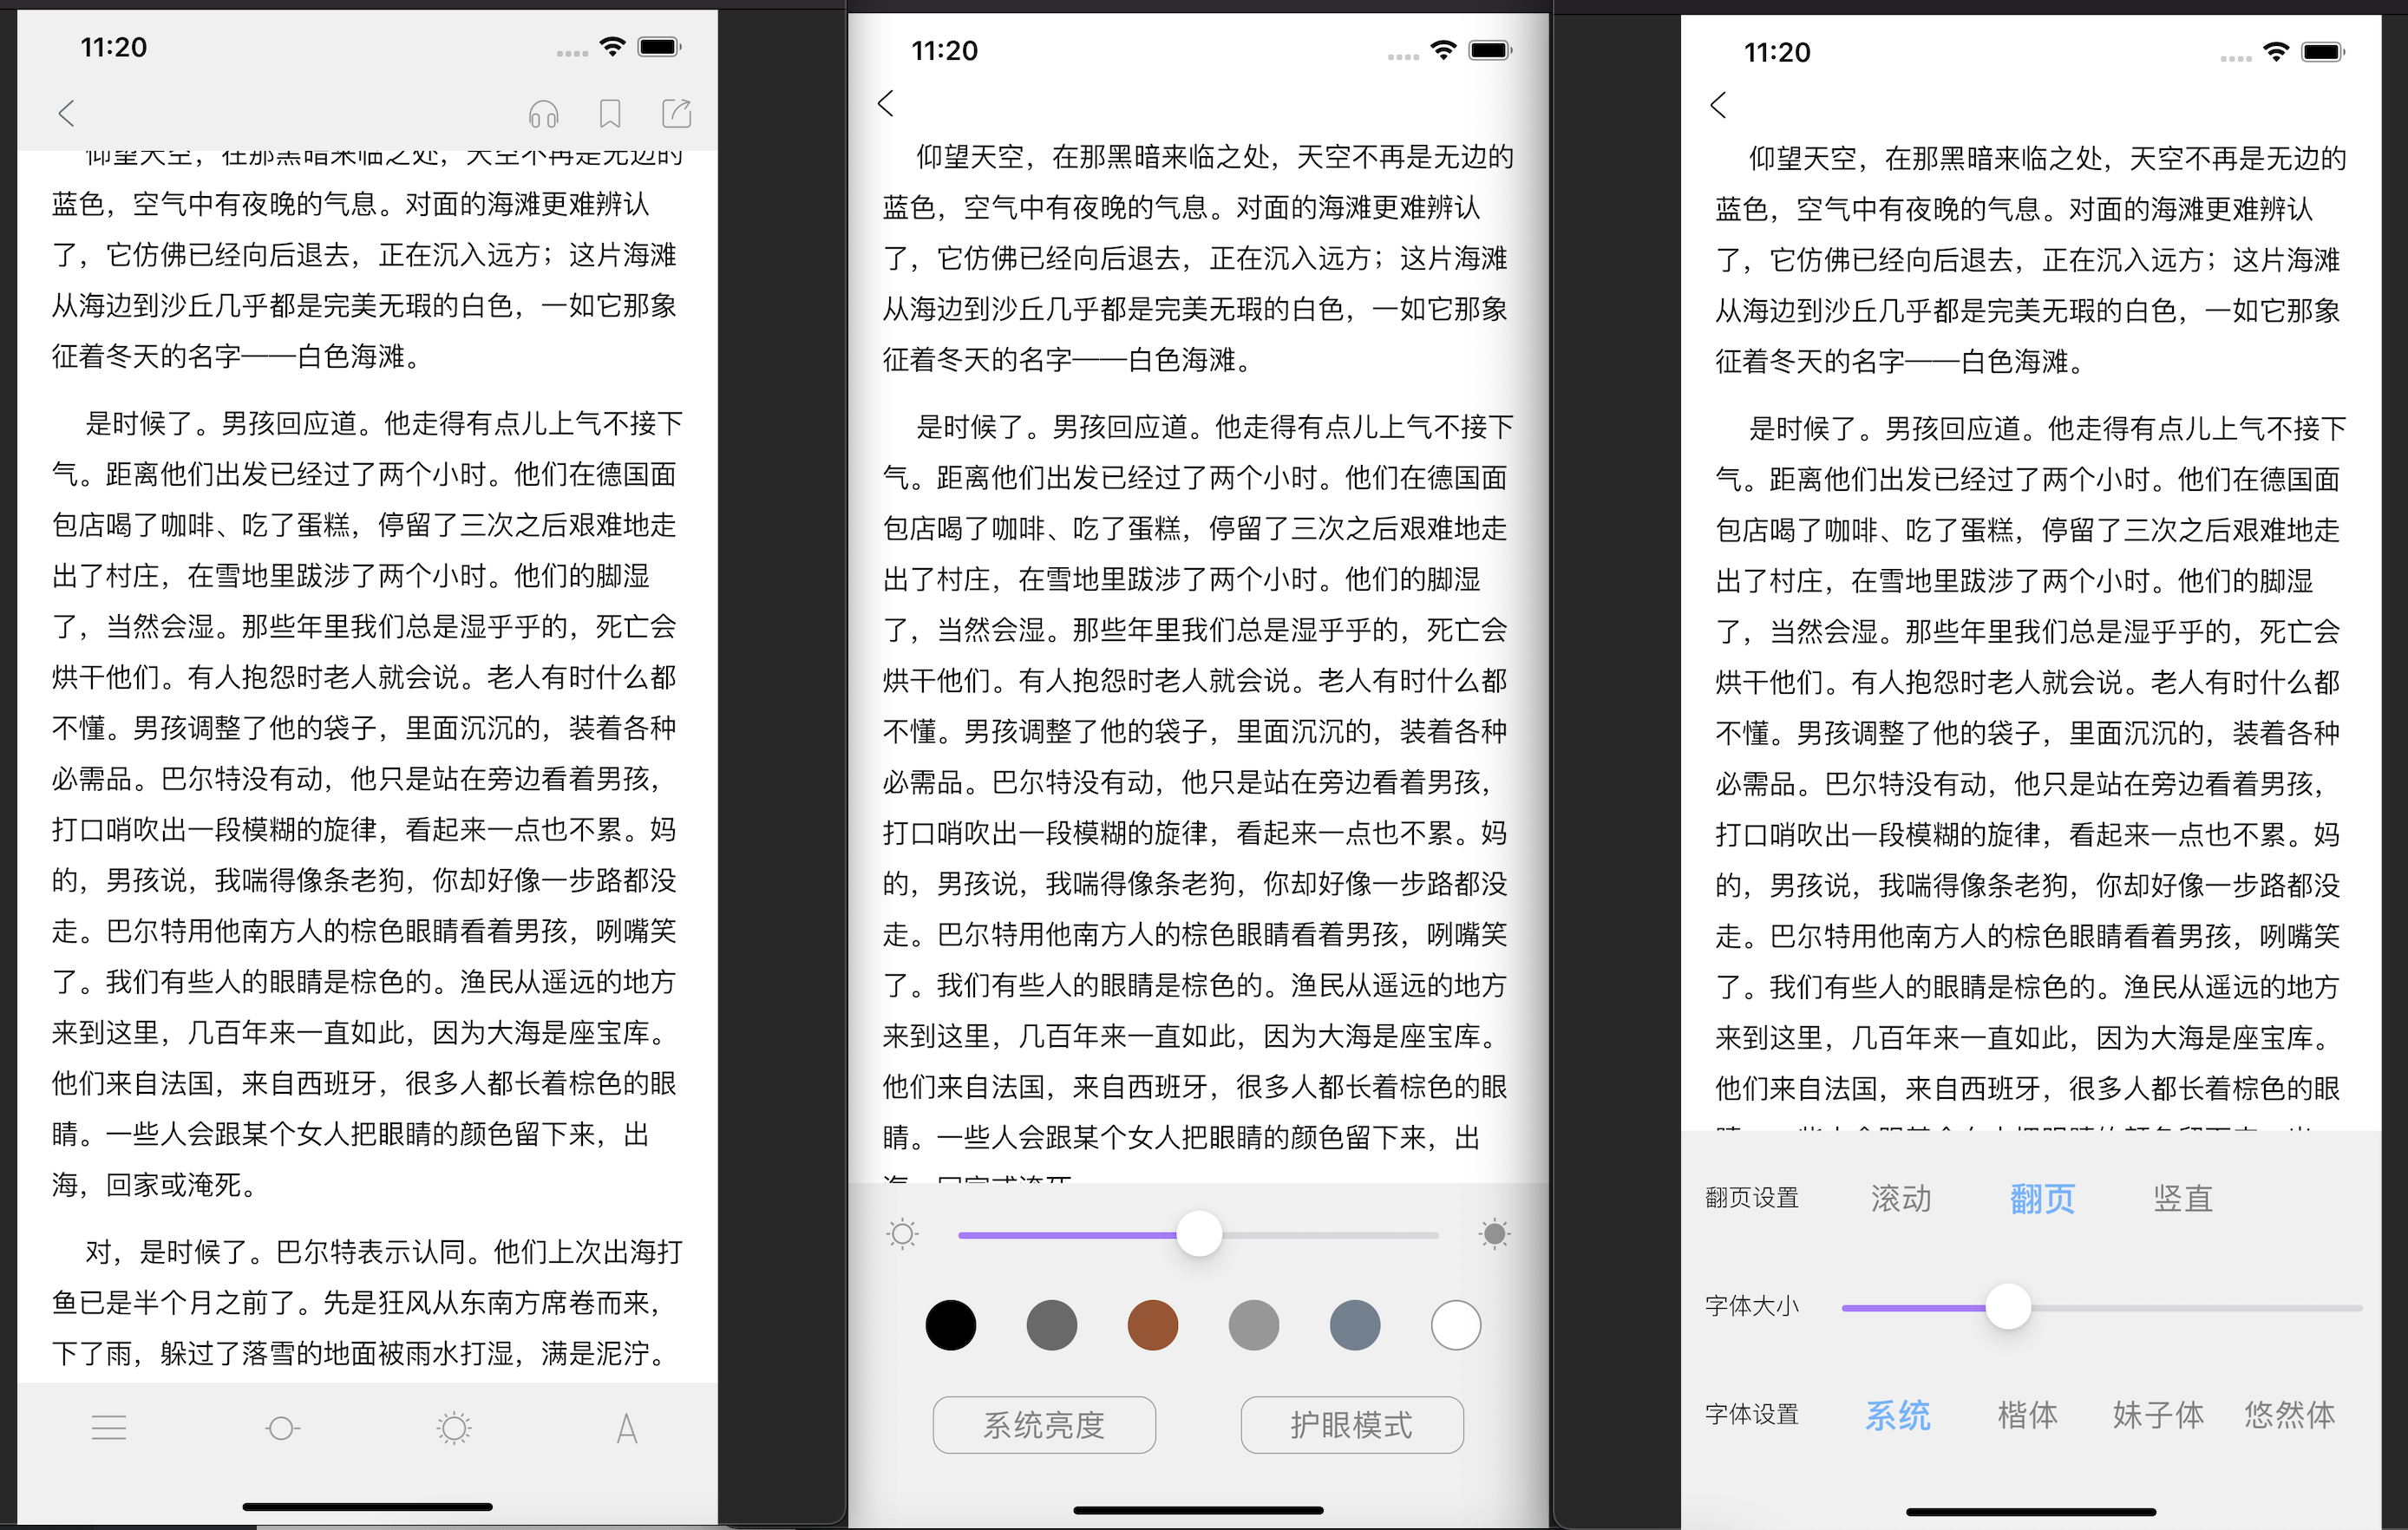 11:20
仰望天空，在那黑暗来临之处，天空不再是无边的
蓝色，空气中有夜晚的气息。对面的海滩更难辨认
了，它仿佛已经向后退去，正在沉入远方；这片海滩
从海边到沙丘几乎都是完美无瑕的白色，一如它那象
征着冬天的名字——白色海滩。
是时候了。男孩回应道。他走得有点儿上气不接下
气。距离他们出发已经过了两个小时。他们在德国面
包店喝了咖啡、吃了蛋糕，停留了三次之后艰难地走
出了村庄，在雪地里跋涉了两个小时。他们的脚湿
了，当然会湿。那些年里我们总是湿乎乎的，死亡会
烘干他们。有人抱怨时老人就会说。老人有时什么都
不懂。男孩调整了他的袋子，里面沉沉的，装着各种
必需品。巴尔特没有动，他只是站在旁边看着男孩，
打口哨吹出一段模糊的旋律，看起来一点也不累。妈
的，男孩说，我喘得像条老狗，你却好像一步路都没
走。巴尔特用他南方人的棕色眼睛看着男孩，咧嘴笑
了。我们有些人的眼睛是棕色的。渔民从遥远的地方
来到这里，几百年来一直如此，因为大海是座宝库。
他们来自法国，来自西班牙，很多人都长着棕色的眼
睛。一些人会跟某个女人把眼睛的颜色留下来，出
海，回家或淹死。
对，是时候了。巴尔特表示认同。他们上次出海打
鱼已是半个月之前了。先是狂风从东南方席卷而来，
下了雨，躲过了落雪的地面被雨水打湿，满是泥泞。
11:20
仰望天空，在那黑暗来临之处，天空不再是无边的
蓝色，空气中有夜晚的气息。对面的海滩更难辨认
了，它仿佛已经向后退去，正在沉入远方；这片海滩
从海边到沙丘几乎都是完美无瑕的白色，一如它那象
征着冬天的名字——白色海滩。
是时候了。男孩回应道。他走得有点儿上气不接下
气。距离他们出发已经过了两个小时。他们在德国面
包店喝了咖啡、吃了蛋糕，停留了三次之后艰难地走
出了村庄，在雪地里跋涉了两个小时。他们的脚湿
了，当然会湿。那些年里我们总是湿乎乎的，死亡会
烘干他们。有人抱怨时老人就会说。老人有时什么都
不懂。男孩调整了他的袋子，里面沉沉的，装着各种
必需品。巴尔特没有动，他只是站在旁边看着男孩，
打口哨吹出一段模糊的旋律，看起来一点也不累。妈
的，男孩说，我喘得像条老狗，你却好像一步路都没
走。巴尔特用他南方人的棕色眼睛看着男孩，咧嘴笑
了。我们有些人的眼睛是棕色的。渔民从遥远的地方
来到这里，几百年来一直如此，因为大海是座宝库。
他们来自法国，来自西班牙，很多人都长着棕色的眼
睛。一些人会跟某个女人把眼睛的颜色留下来，出
海，回家或淹死
系统亮度
护眼模式
11:20
仰望天空，在那黑暗来临之处，天空不再是无边的
蓝色，空气中有夜晚的气息。对面的海滩更难辨认
了，它仿佛已经向后退去，正在沉入远方；这片海滩
从海边到沙丘几乎都是完美无瑕的白色，一如它那象
征着冬天的名字——白色海滩。
是时候了。男孩回应道。他走得有点儿上气不接下
气。距离他们出发已经过了两个小时。他们在德国面
包店喝了咖啡、吃了蛋糕，停留了三次之后艰难地走
出了村庄，在雪地里跋涉了两个小时。他们的脚湿
了，当然会湿。那些年里我们总是湿乎乎的，死亡会
烘干他们。有人抱怨时老人就会说。老人有时什么都
不懂。男孩调整了他的袋子，里面沉沉的，装着各种
必需品。巴尔特没有动，他只是站在旁边看着男孩，
打口哨吹出一段模糊的旋律，看起来一点也不累。妈
的，男孩说，我喘得像条老狗，你却好像一步路都没
走。巴尔特用他南方人的棕色眼睛看着男孩，咧嘴笑
了。我们有些人的眼睛是棕色的。渔民从遥远的地方
来到这里，几百年来一直如此，因为大海是座宝库。
他们来自法国，来自西班牙，很多人都长着棕色的眼
翻页设置 滚动 翻页 竖直
字体大小
字体设置 系统 楷体 妹子体 悠然体